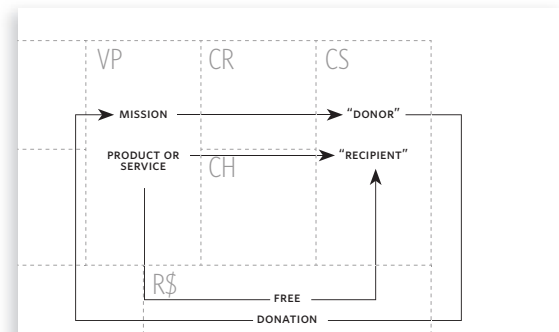 VP
CR
CS
MISSION
“DONOR”
PRODUCT OR
SERVICE
“RECIPIENT”
CH
R$
FREE
DONATION